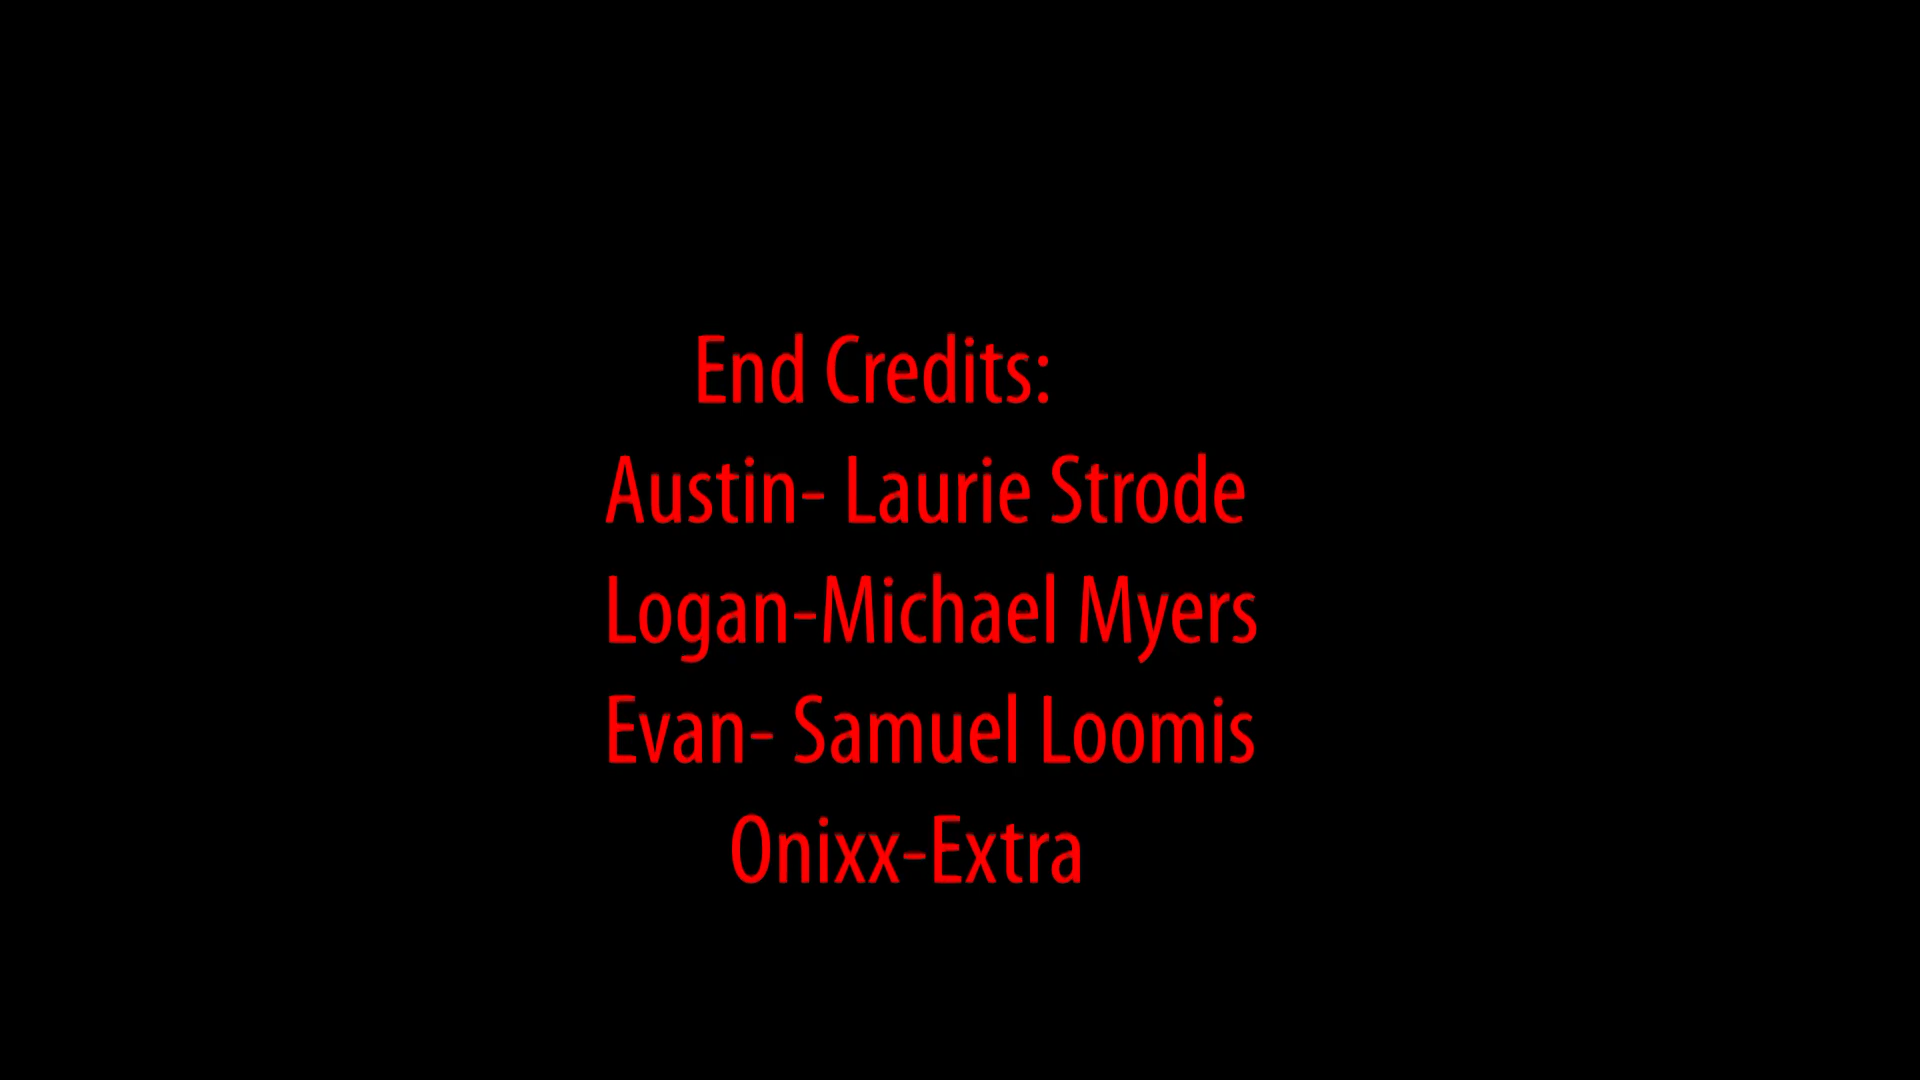 End Credits:
Austin- Laurie Strode
Logan-Michael Myers
Evan- Samuel Loomis
Onixx-Extra